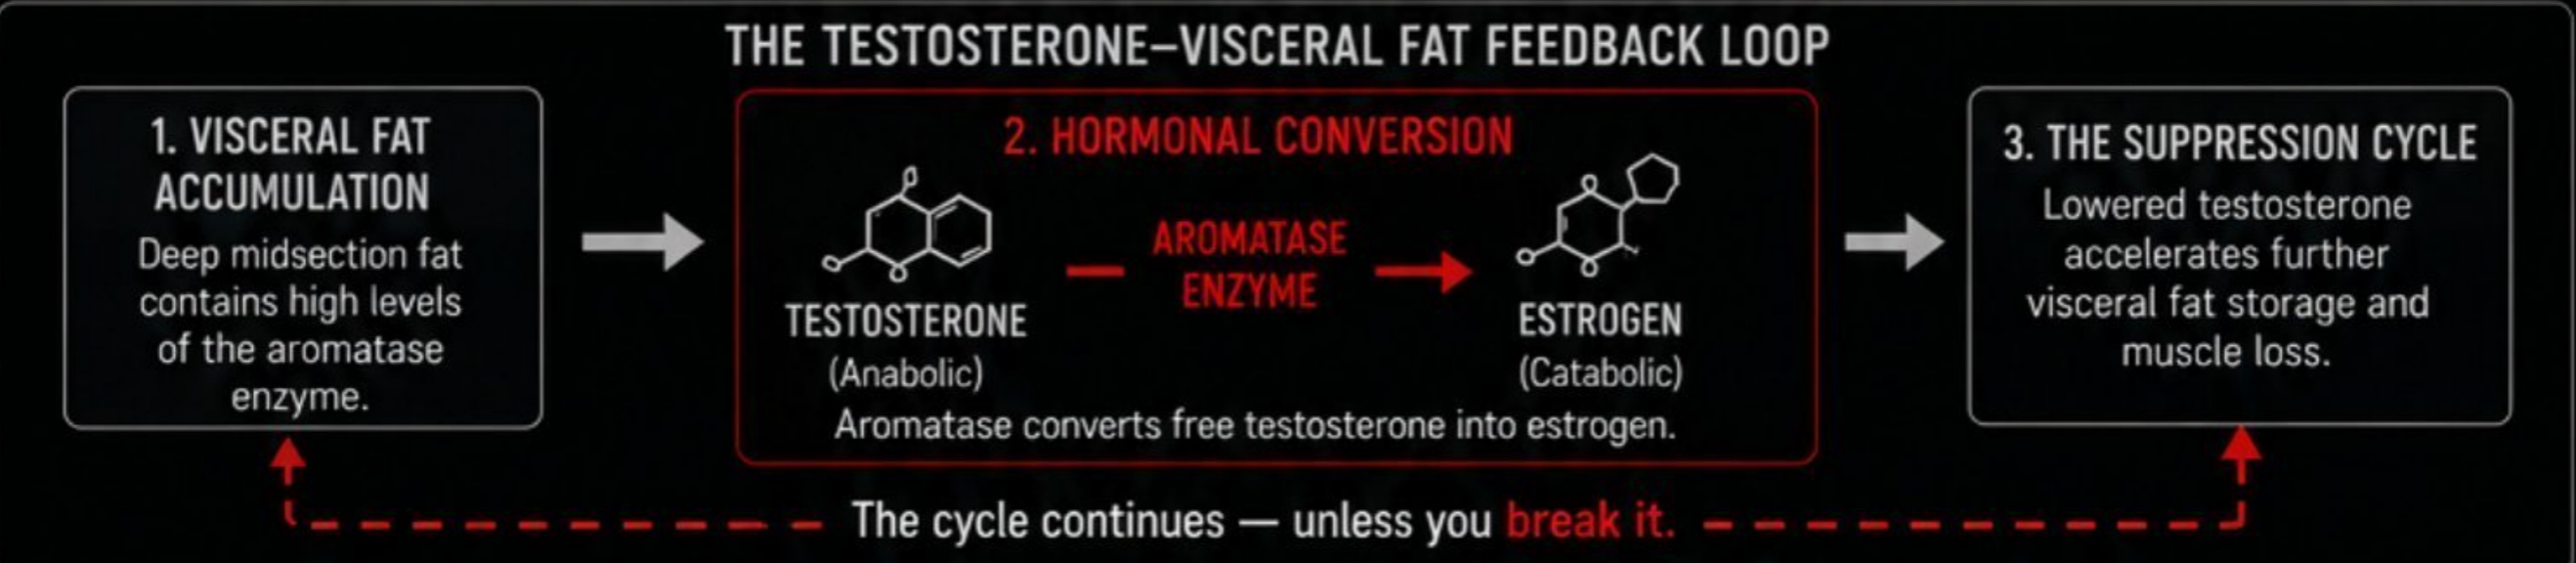 THE TESTOSTERONE–VISCERAL FAT FEEDBACK LOOP
1. VISCERAL FAT
ACCUMULATION
Deep midsection fat
contains high levels
of the aromatase
enzyme.
2. HORMONAL CONVERSION
TESTOSTERONE
(Anabolic)
AROMATASE
ENZYME
ESTROGEN
(Catabolic)
Aromatase converts free testosterone into estrogen.
3. THE SUPPRESSION CYCLE
Lowered testosterone
accelerates further
visceral fat storage and
muscle loss.
The cycle continues — unless you break it.